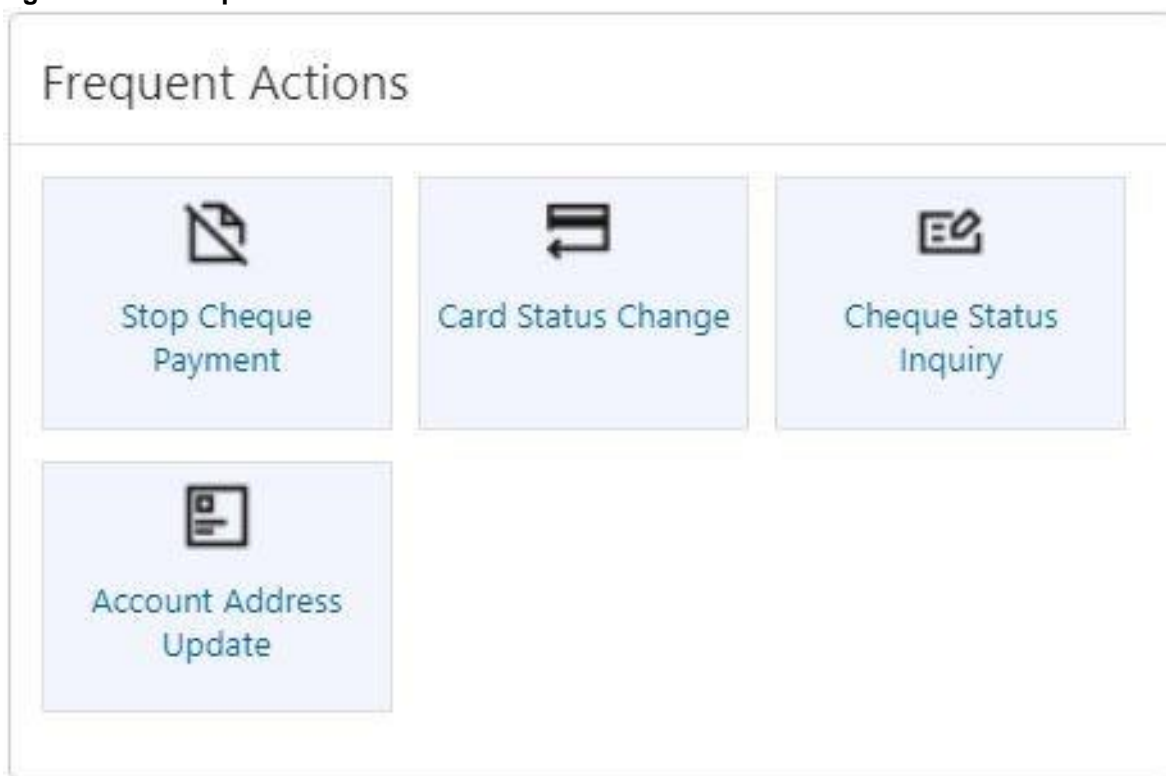 Frequent Actions
Stop Cheque
Payment
Card Status Change
Cheque Status
Inquiry
Account Address
Update